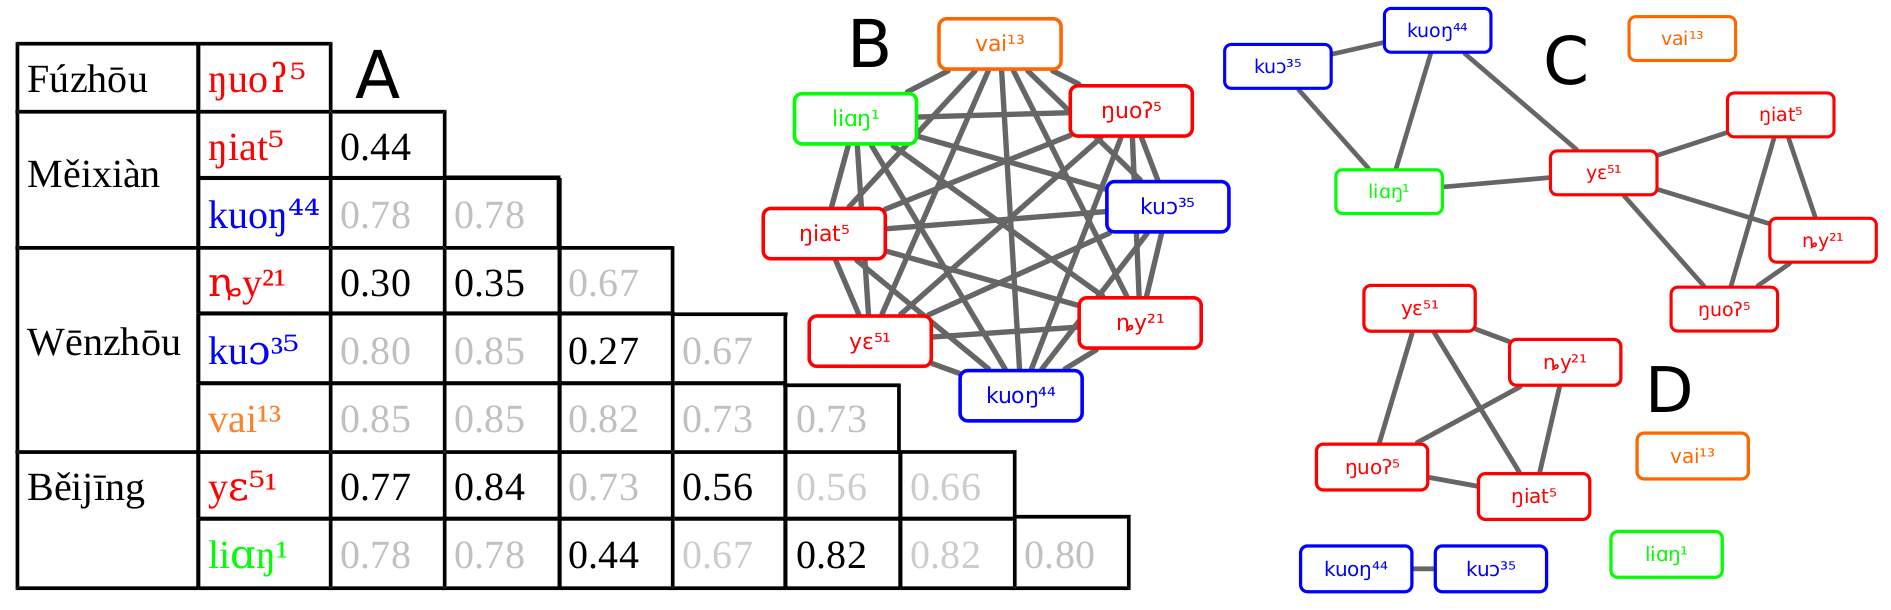 A
Fúzhōu ŋuoʔ⁵
Měixiàn ŋiat⁵ 0.44
kuoŋ⁴⁴ 0.78 0.78
Wēnzhōu ȵy²¹ 0.30 0.35 0.67
kuɔ³⁵ 0.80 0.85 0.27 0.67
vai¹³ 0.85 0.85 0.82 0.73 0.73
Běijīng yɛ⁵¹ 0.77 0.84 0.73 0.56 0.56 0.66
liɑŋ¹ 0.78 0.78 0.44 0.67 0.82 0.82 0.80
B
vai¹³
liɑŋ¹
ŋuoʔ⁵
kuɔ³⁵
ŋiat⁵
ȵy²¹
yɛ⁵¹
kuoŋ⁴⁴
C
kuoŋ⁴⁴
vai¹³
kuɔ³⁵
ŋiat⁵
yɛ⁵¹
liɑŋ¹
ȵy²¹
ŋuoʔ⁵
D
yɛ⁵¹
ȵy²¹
vai¹³
ŋuoʔ⁵
ŋiat⁵
liɑŋ¹
kuoŋ⁴⁴
kuɔ³⁵